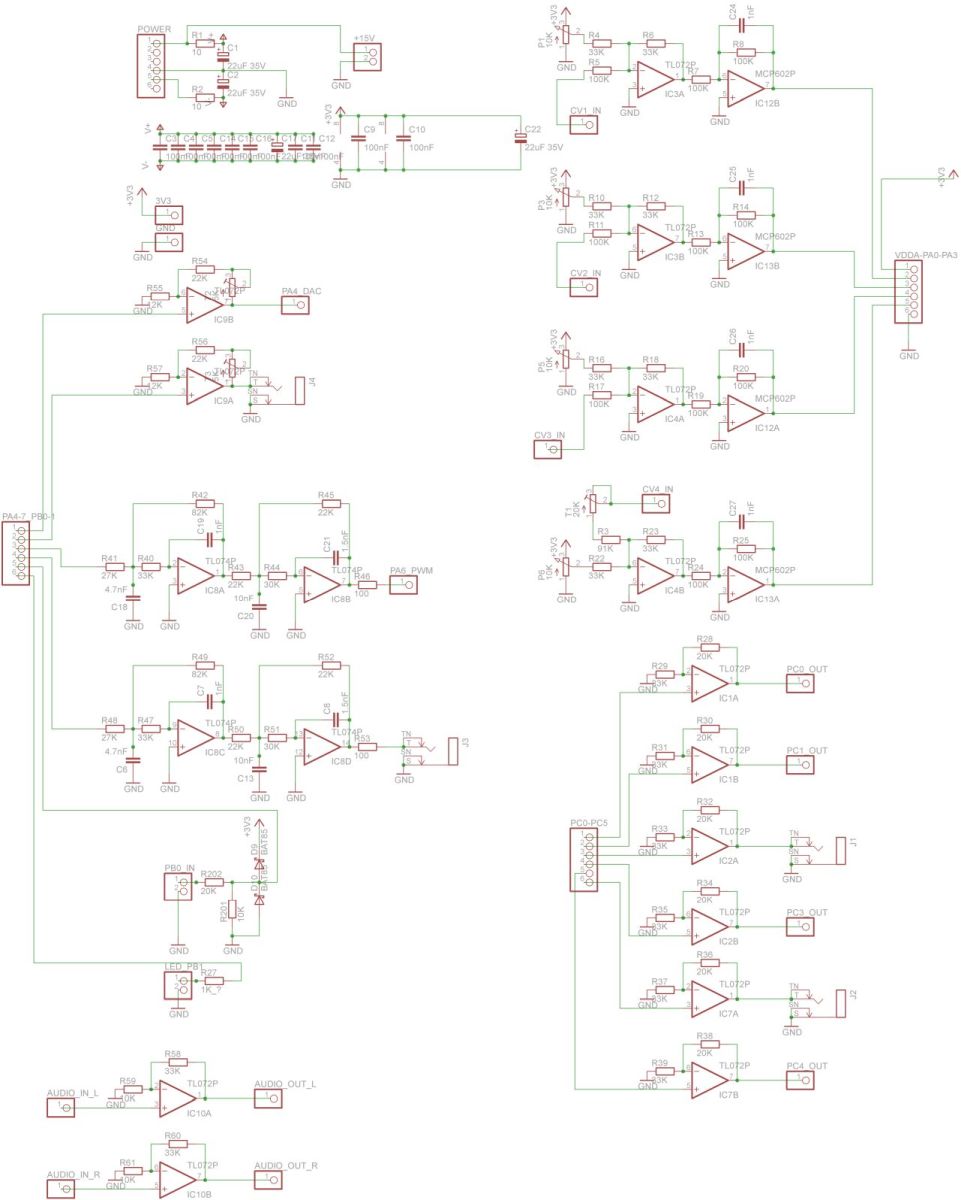 POWER
R1
10
C1
22uF 35V
C2
22uF 35V
R2
10
GND
+15V
GND
V+
V-
C3
C4
C5
C14
C15
C16
C17
C11
C12
100nF
+3V3
GND
C9
100nF
C10
100nF
C22
22uF 35V
+3V3
3V3
GND
GND
R54
22K
R55
12K
GND
TL072P
IC9B
PA4_DAC
R56
22K
R57
12K
GND
TL072P
IC9A
TN
T
SN
S
J4
GND
PA4-7_PB0-1
R42
82K
C19
1nF
R41
27K
R40
33K
4.7nF
C18
GND
GND
TL074P
IC8A
R43
22K
R45
22K
C21
1.5nF
R44
30K
10nF
C20
GND
GND
TL074P
IC8B
R46
100
PA6_PWM
R49
82K
C7
1nF
R48
27K
R47
33K
4.7nF
C6
GND
GND
TL074P
IC8C
R50
22K
R52
22K
C8
1.5nF
R51
30K
10nF
C13
GND
GND
TL074P
IC8D
R53
100
TN
T
SN
S
J3
GND
+3V3
D9
BAT85
D10
BAT85
PB0_IN
R202
20K
R201
10K
GND
GND
LED_PB1
R27
1K_?
GND
R58
33K
R59
10K
GND
AUDIO_IN_L
TL072P
IC10A
AUDIO_OUT_L
R60
33K
R61
10K
GND
AUDIO_IN_R
TL072P
IC10B
AUDIO_OUT_R
+3V3
P1
10K
GND
R4
33K
R5
100K
R6
33K
TL072P
IC3A
GND
R7
100K
C24
1nF
R8
100K
MCP602P
IC12B
GND
CV1_IN
+3V3
P3
10K
GND
R10
33K
R11
100K
R12
33K
TL072P
IC3B
GND
R13
100K
C25
1nF
R14
100K
MCP602P
IC13B
GND
CV2_IN
+3V3
VDDA-PA0-PA3
GND
+3V3
P5
10K
GND
R16
33K
R17
100K
R18
33K
TL072P
IC4A
GND
R19
100K
C26
1nF
R20
100K
MCP602P
IC12A
GND
CV3_IN
T1
20K
CV4_IN
R3
91K
+3V3
P6
10K
GND
R22
33K
R23
33K
TL072P
IC4B
GND
R24
100K
C27
1nF
R25
100K
MCP602P
IC13A
GND
R28
20K
R29
33K
GND
TL072P
IC1A
PC0_OUT
R30
20K
R31
33K
GND
TL072P
IC1B
PC1_OUT
PC0-PC5
R32
20K
R33
33K
GND
TL072P
IC2A
TN
T
SN
S
J1
GND
R34
20K
R35
33K
GND
TL072P
IC2B
PC3_OUT
R36
20K
R37
33K
GND
TL072P
IC7A
TN
T
SN
S
J2
GND
R38
20K
R39
33K
GND
TL072P
IC7B
PC4_OUT